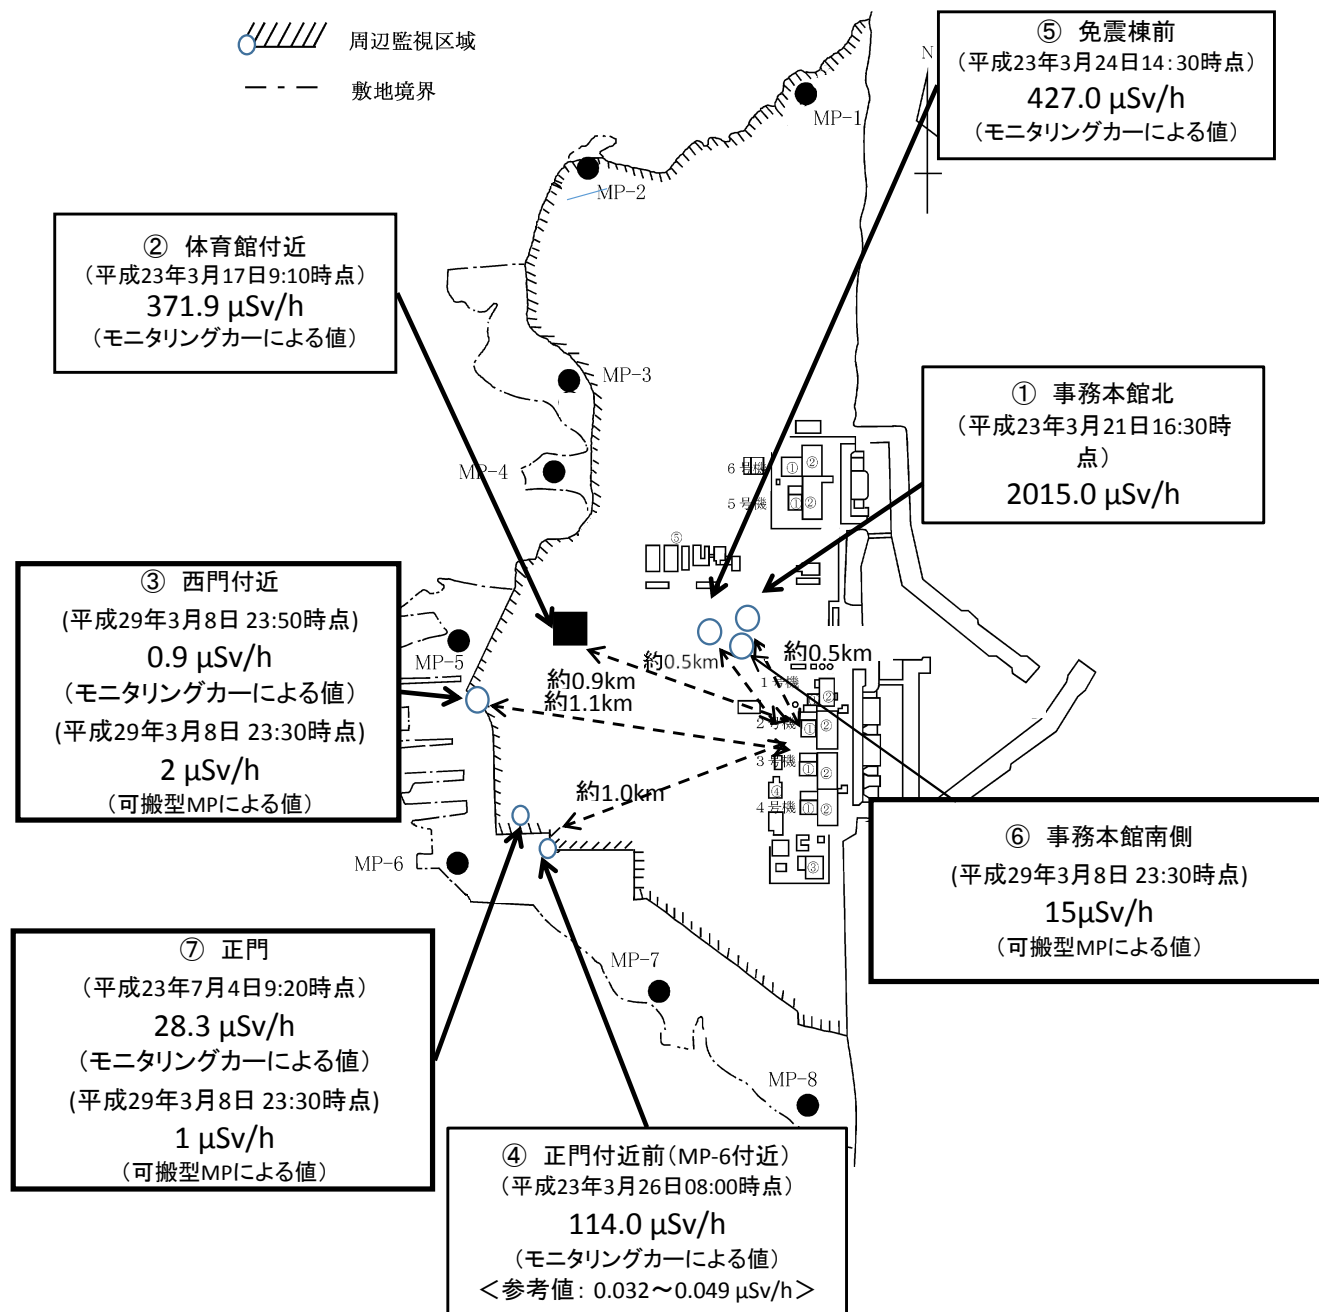 周辺監視区域
敷地境界
⑤ 免震棟前
（平成23年3月24日14：30時点）
427.0 μSv/h
（モニタリングカーによる値）
N
MP-1
MP-2
② 体育館付近
（平成23年3月17日9:10時点）
371.9 μSv/h
（モニタリングカーによる値）
MP-3
① 事務本館北
（平成23年3月21日16:30時
点）
2015.0 μSv/h
MP-4
6号機
①
②
5号機
①
②
⑤
③ 西門付近
(平成29年3月8日 23:50時点)
0.9 μSv/h
（モニタリングカーによる値）
(平成29年3月8日 23:30時点)
2 μSv/h
（可搬型MPによる値）
MP-5
約0.5km
約0.5km
約0.9km
約1.1km
1号機
②
2号機
①
②
3号機
①
②
約1.0km
④
4号機
①
②
③
MP-6
⑥ 事務本館南側
(平成29年3月8日 23:30時点)
15μSv/h
（可搬型MPによる値）
⑦ 正門
（平成23年7月4日9:20時点）
28.3 μSv/h
（モニタリングカーによる値）
(平成29年3月8日 23:30時点)
1 μSv/h
（可搬型MPによる値）
MP-7
MP-8
④ 正門付近前（MP-6付近）
（平成23年3月26日08:00時点）
114.0 μSv/h
（モニタリングカーによる値）
＜参考値：0.032～0.049 μSv/h＞